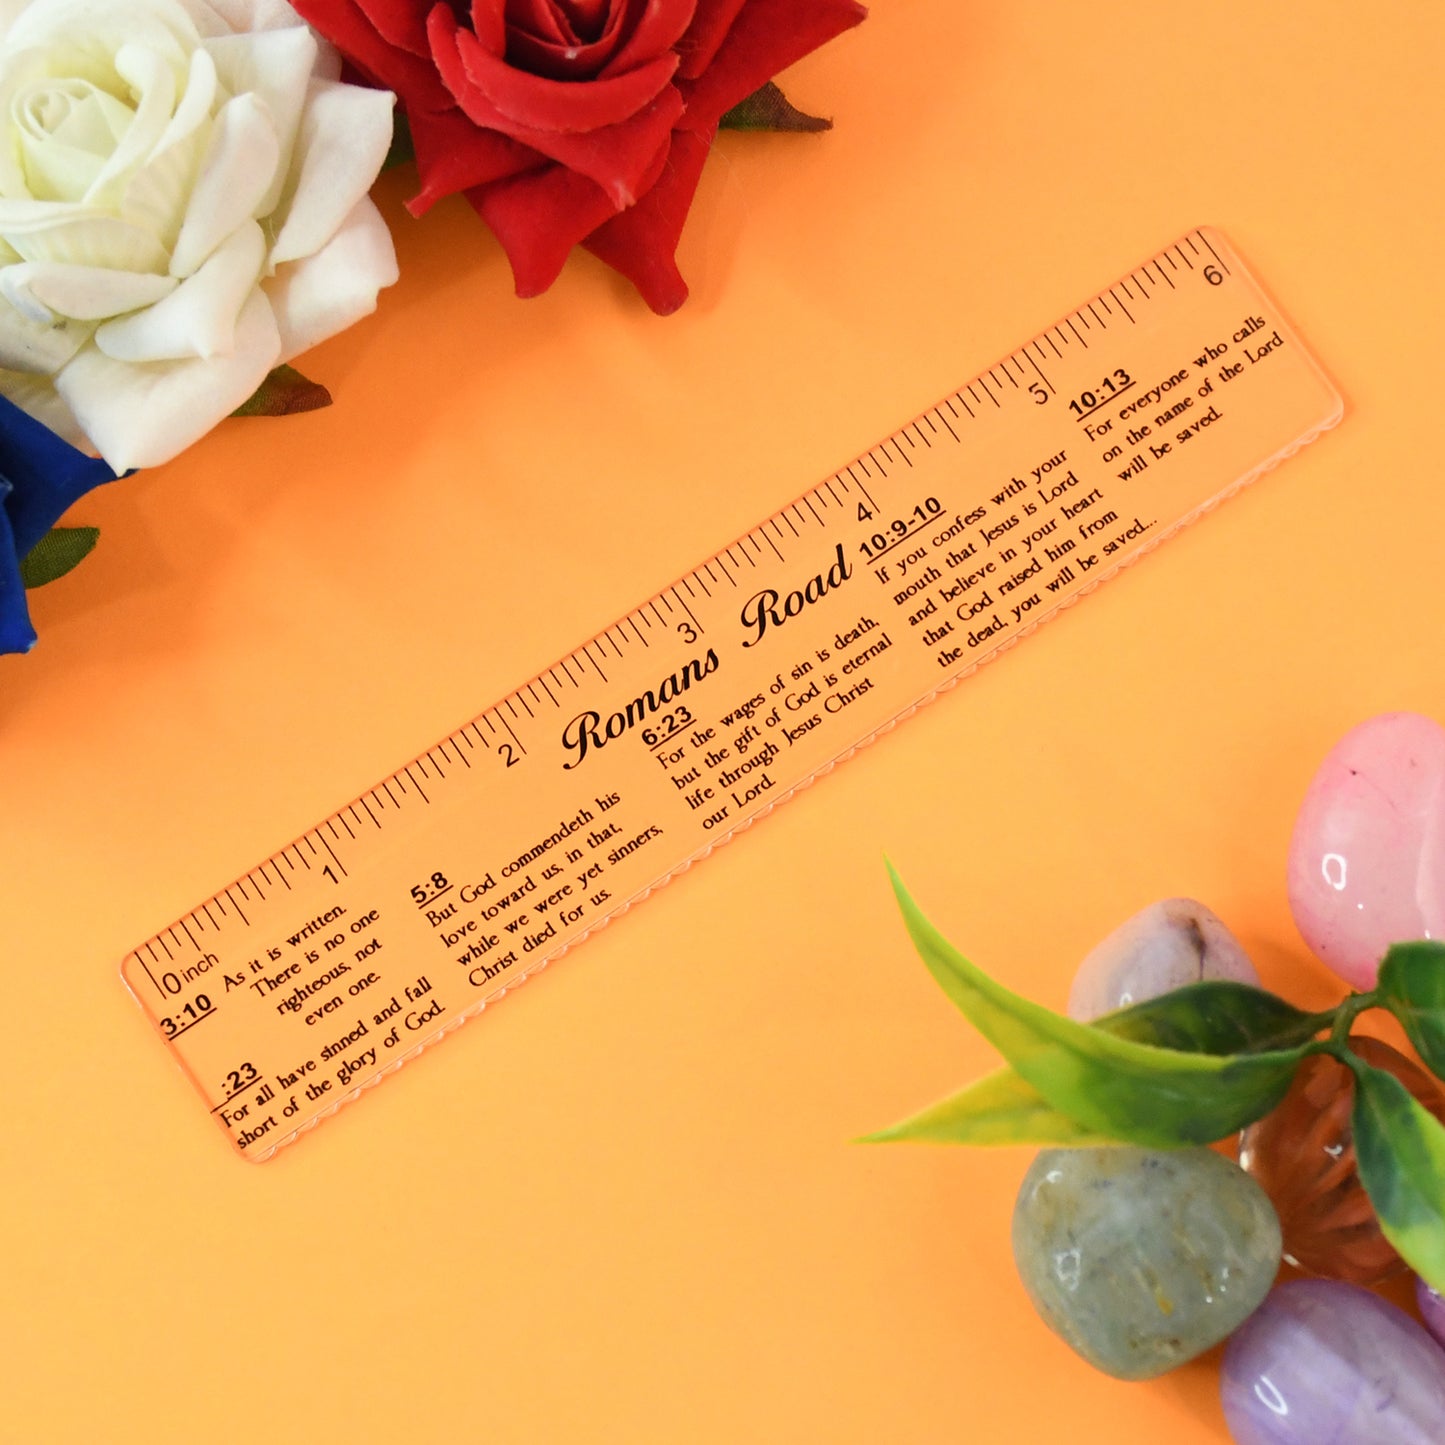 0 inch 1 2 3 4 5 6
Romans Road
3:10
As it is written.
There is no one
righteous, not
even one.
:23
For all have sinned and fall
short of the glory of God.
5:8
But God commendeth his
love toward us, in that,
while we were yet sinners,
Christ died for us.
6:23
For the wages of sin is death,
but the gift of God is eternal
life through Jesus Christ
our Lord.
10:9-10
If you confess with your
mouth that Jesus is Lord
and believe in your heart
that God raised him from
the dead, you will be saved...
10:13
For everyone who calls
on the name of the Lord
will be saved.